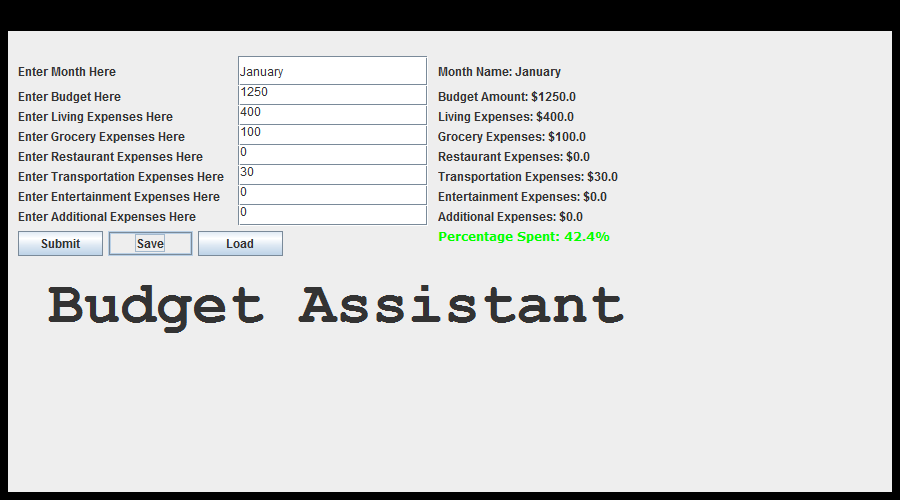 Enter Month Here January Month Name: January
Enter Budget Here 1250 Budget Amount: $1250.0
Enter Living Expenses Here 400 Living Expenses: $400.0
Enter Grocery Expenses Here 100 Grocery Expenses: $100.0
Enter Restaurant Expenses Here 0 Restaurant Expenses: $0.0
Enter Transportation Expenses Here 30 Transportation Expenses: $30.0
Enter Entertainment Expenses Here 0 Entertainment Expenses: $0.0
Enter Additional Expenses Here 0 Additional Expenses: $0.0
Submit Save Load Percentage Spent: 42.4%
Budget Assistant